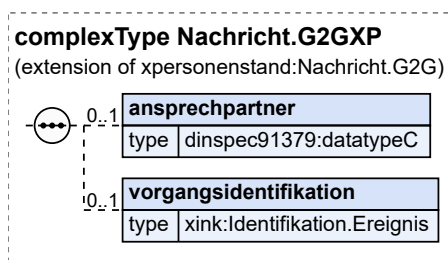 complexType Nachricht.G2GXP
(extension of xpersonenstand:Nachricht.G2G)
0..1 ansprechpartner
type dinspec91379:datatypeC
0..1 vorgangsidentifikation
type xink:Identifikation.Ereignis